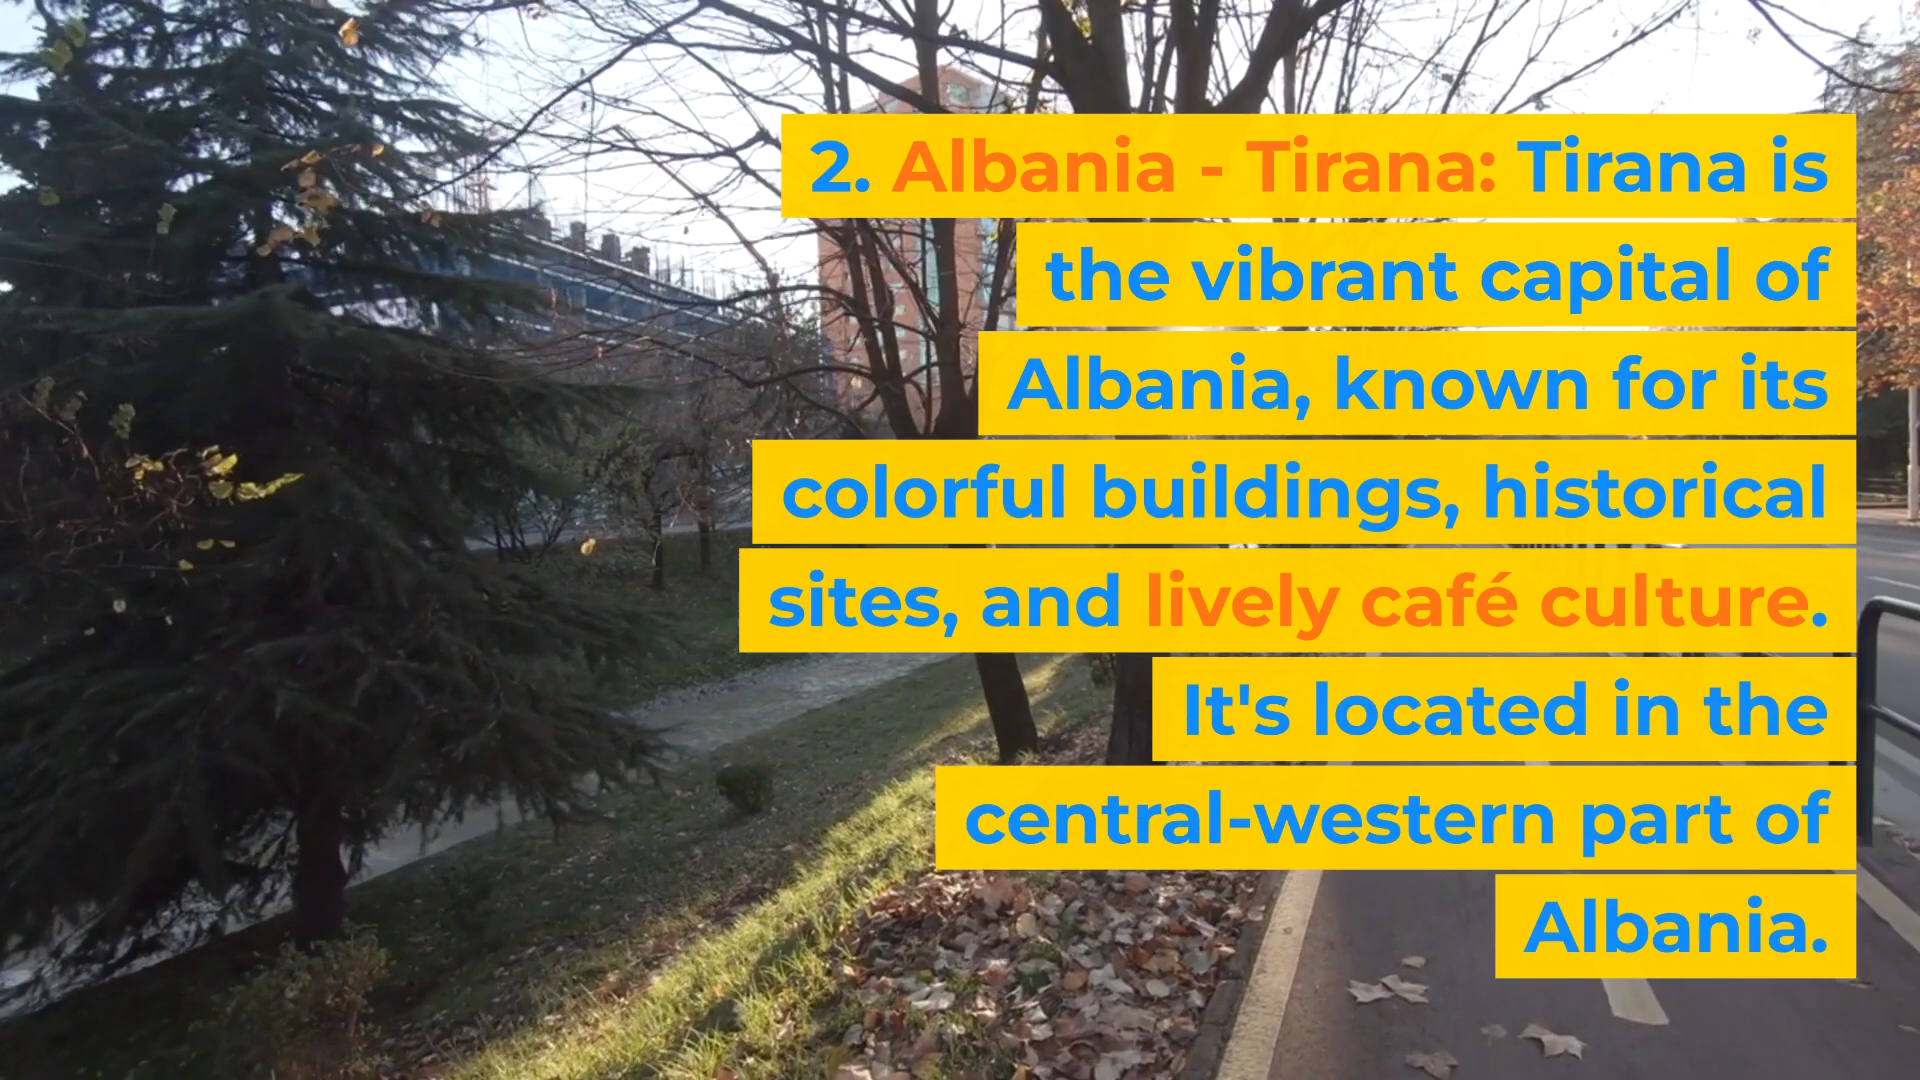 2. Albania - Tirana: Tirana is
the vibrant capital of
Albania, known for its
colorful buildings, historical
sites, and lively café culture.
It's located in the
central-western part of
Albania.